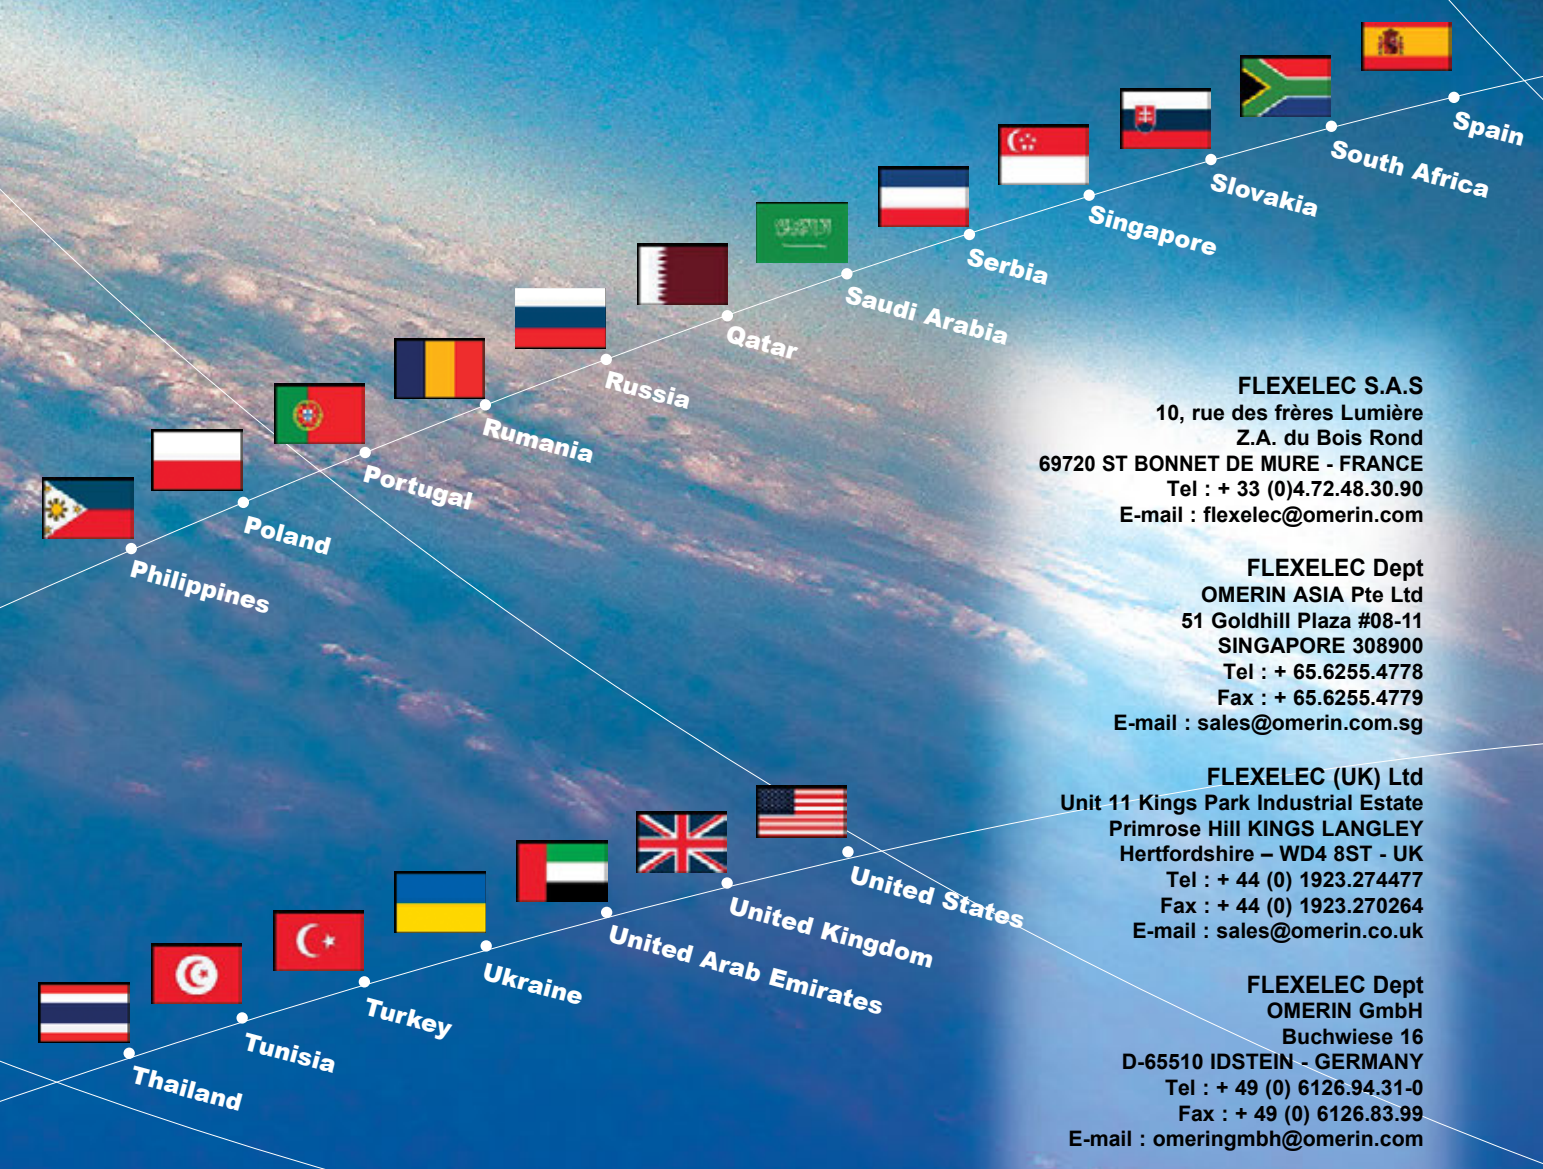 Spain
South Africa
Slovakia
Singapore
Serbia
Saudi Arabia
Qatar
Russia
Rumania
Portugal
Poland
Philippines
FLEXELEC S.A.S
10, rue des frères Lumière
Z.A. du Bois Rond
69720 ST BONNET DE MURE - FRANCE
Tel : + 33 (0)4.72.48.30.90
E-mail : flexelec@omerin.com
FLEXELEC Dept
OMERIN ASIA Pte Ltd
51 Goldhill Plaza #08-11
SINGAPORE 308900
Tel : + 65.6255.4778
Fax : + 65.6255.4779
E-mail : sales@omerin.com.sg
FLEXELEC (UK) Ltd
Unit 11 Kings Park Industrial Estate
Primrose Hill KINGS LANGLEY
Hertfordshire – WD4 8ST - UK
Tel : + 44 (0) 1923.274477
Fax : + 44 (0) 1923.270264
E-mail : sales@omerin.co.uk
FLEXELEC Dept
OMERIN GmbH
Buchwiese 16
D-65510 IDSTEIN - GERMANY
Tel : + 49 (0) 6126.94.31-0
Fax : + 49 (0) 6126.83.99
E-mail : omeringmbh@omerin.com
United States
United Kingdom
United Arab Emirates
Ukraine
Turkey
Tunisia
Thailand